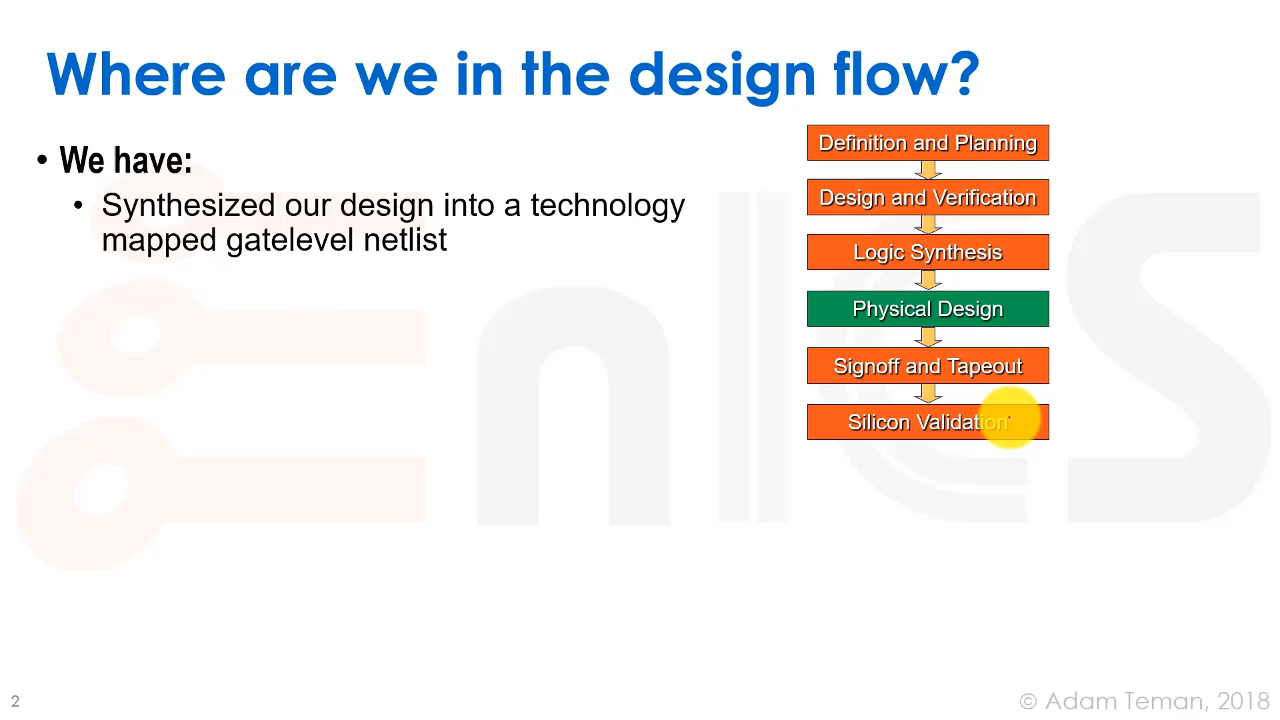 Where are we in the design flow?
• We have:
• Synthesized our design into a technology
mapped gatelevel netlist
Definition and Planning
Design and Verification
Logic Synthesis
Physical Design
Signoff and Tapeout
Silicon Validation
enICS
2
© Adam Teman, 2018